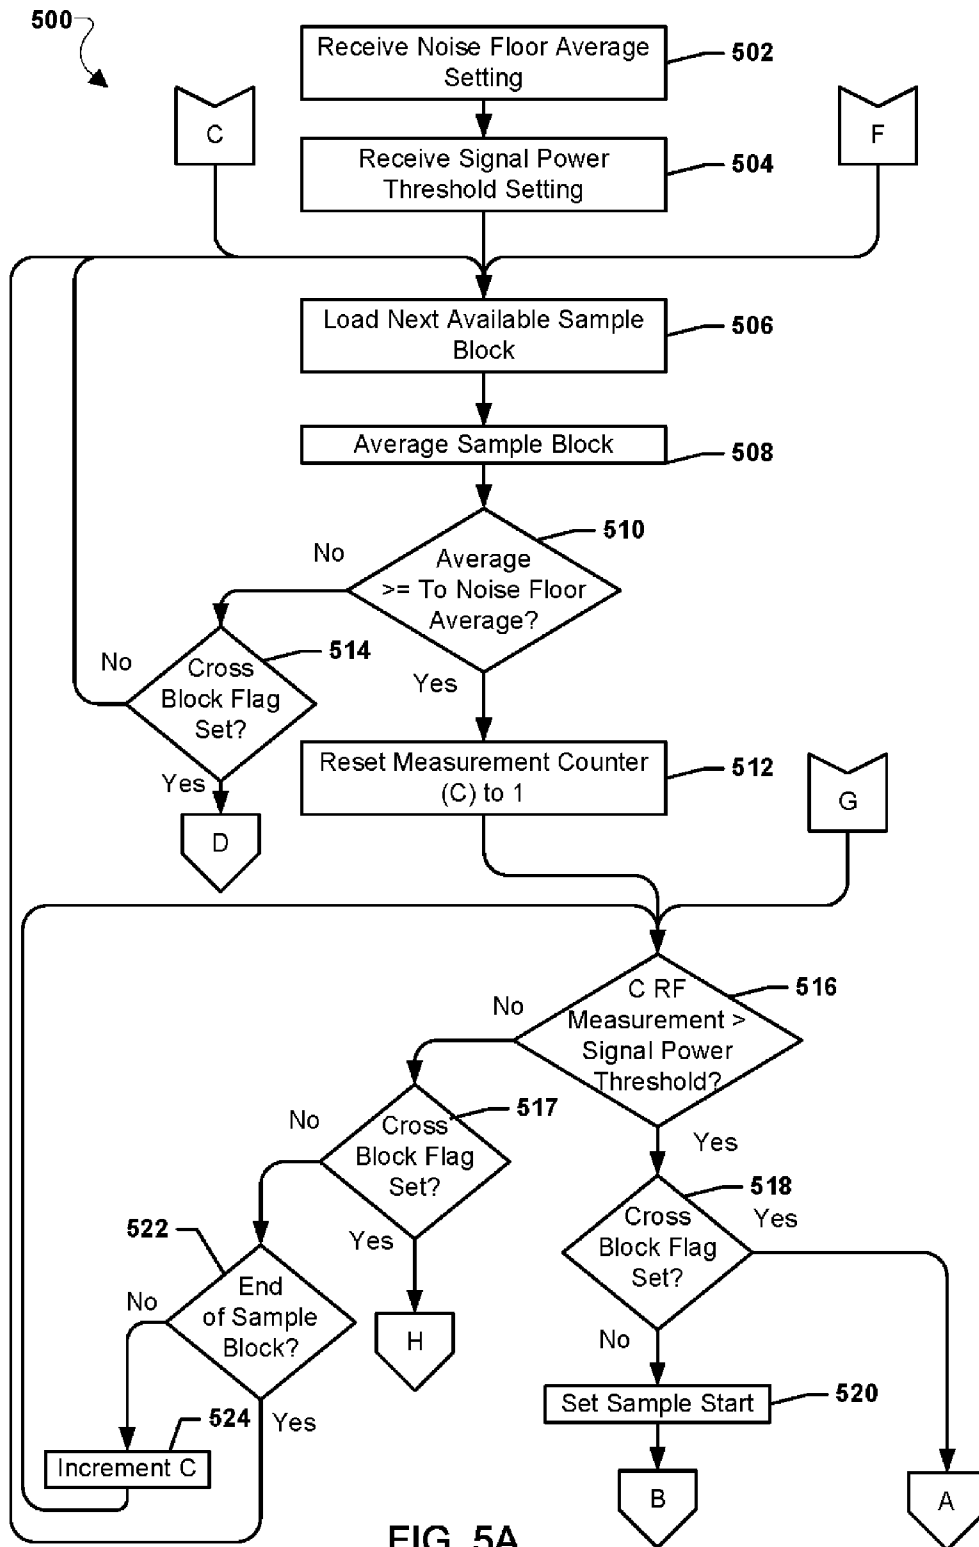 500
Receive Noise Floor Average
Setting
502
C
F
Receive Signal Power
Threshold Setting
504
Load Next Available Sample
Block
506
Average Sample Block
508
510
No
Average
>= To Noise Floor
Average?
514
No
Cross
Block Flag
Set?
Yes
Yes
D
Reset Measurement Counter
(C) to 1
512
G
516
No
C RF
Measurement >
Signal Power
Threshold?
517
No
Cross
Block Flag
Set?
Yes
Yes
518
Cross
Block Flag
Set?
Yes
522
No
End
of Sample
Block?
Yes
H
No
Set Sample Start
520
524
Increment C
B
A
FIG. 5A